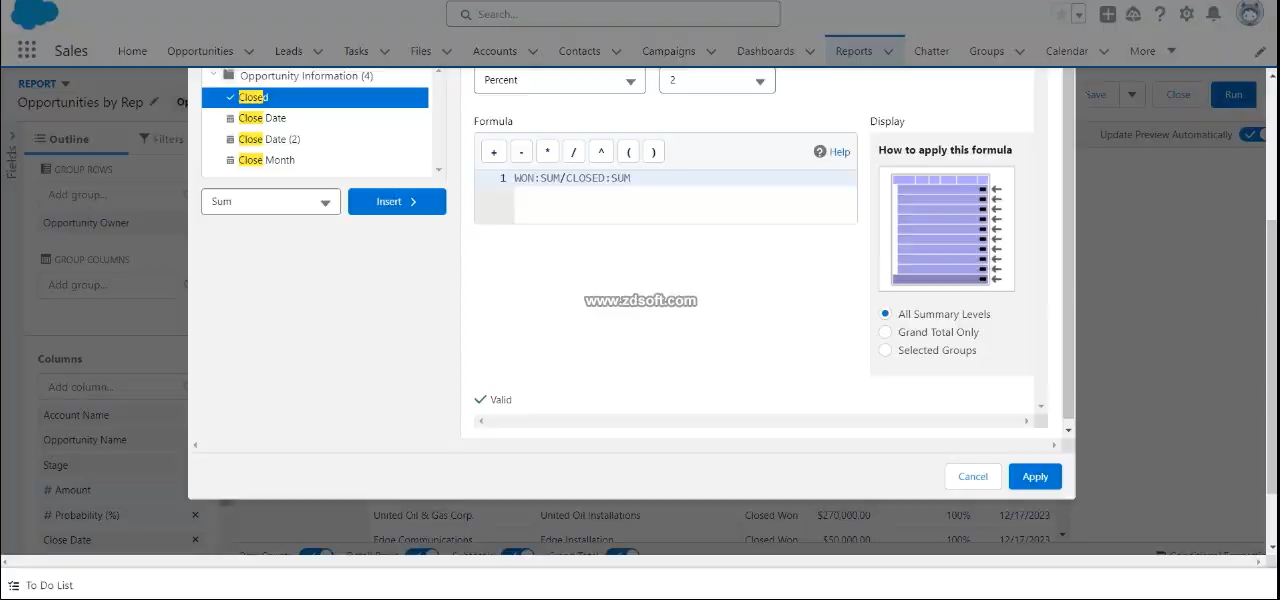 Search...
Sales
Home
Opportunities
Leads
Tasks
Files
Accounts
Contacts
Campaigns
Dashboards
Reports
Chatter
Groups
Calendar
More
REPORT
Opportunities by Rep
Op
Save
Close
Run
Fields
Outline
Filters
Update Preview Automatically
GROUP ROWS
Add group...
Opportunity Owner
GROUP COLUMNS
Add group...
Columns
Add column...
Account Name
Opportunity Name
Stage
# Amount
# Probability (%)
Close Date
Opportunity Information (4)
Closed
Close Date
Close Date (2)
Close Month
Sum
Insert
Percent
2
Formula
+ - * / ^ ( )
Help
1 WON:SUM/CLOSED:SUM
Display
How to apply this formula
All Summary Levels
Grand Total Only
Selected Groups
www.zdsoft.com
Valid
Cancel
Apply
United Oil & Gas Corp. United Oil Installations Closed Won $270,000.00 100% 12/17/2023
Edge Communications Edge Installation Closed Won $50,000.00 100% 12/17/2023
To Do List